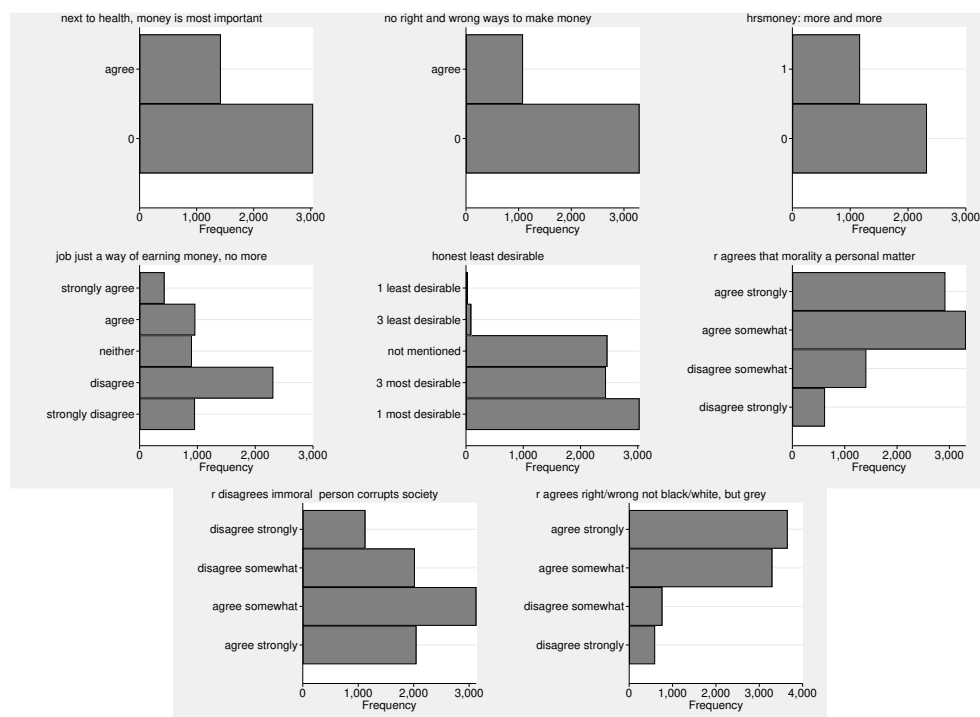 next to health, money is most important
agree
0
0 1,000 2,000 3,000
Frequency
no right and wrong ways to make money
agree
0
0 1,000 2,000 3,000
Frequency
hrsmoney: more and more
1
0
0 1,000 2,000 3,000
Frequency
job just a way of earning money, no more
strongly agree
agree
neither
disagree
strongly disagree
0 1,000 2,000 3,000
Frequency
honest least desirable
1 least desirable
3 least desirable
not mentioned
3 most desirable
1 most desirable
0 1,000 2,000 3,000
Frequency
r agrees that morality a personal matter
agree strongly
agree somewhat
disagree somewhat
disagree strongly
0 1,000 2,000 3,000
Frequency
r disagrees immoral  person corrupts society
disagree strongly
disagree somewhat
agree somewhat
agree strongly
0 1,000 2,000 3,000
Frequency
r agrees right/wrong not black/white, but grey
agree strongly
agree somewhat
disagree somewhat
disagree strongly
0 1,000 2,000 3,000 4,000
Frequency